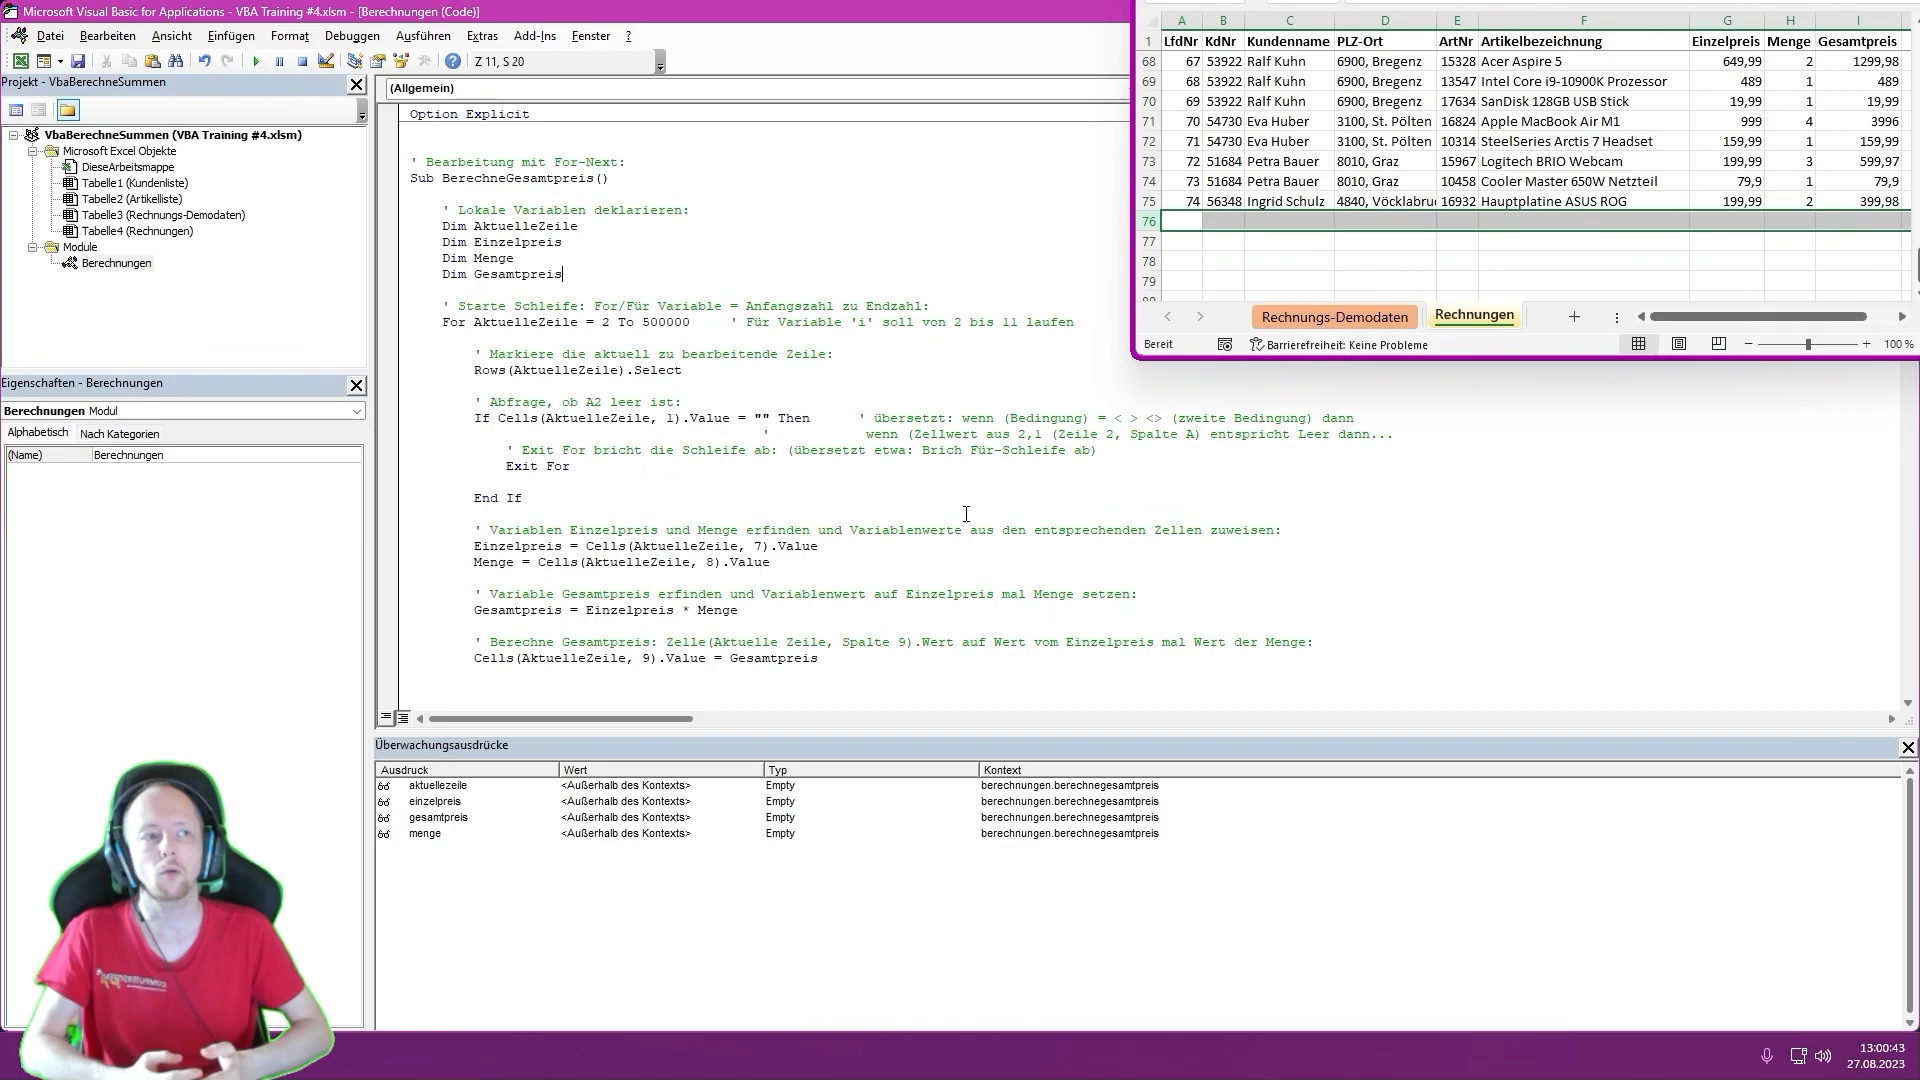 Microsoft Visual Basic for Applications - VBA Training #4.xlsm - [Berechnungen (Code)]
Datei Bearbeiten Ansicht Einfügen Format Debuggen Ausführen Extras Add-Ins Fenster ?
Z 11, S 20
Projekt - VbaBerechneSummen
VbaBerechneSummen (VBA Training #4.xlsm)
Microsoft Excel Objekte
DieseArbeitsmappe
Tabelle1 (Kundenliste)
Tabelle2 (Artikelliste)
Tabelle3 (Rechnungs-Demodaten)
Tabelle4 (Rechnungen)
Module
Berechnungen
Eigenschaften - Berechnungen
Berechnungen Modul
Alphabetisch Nach Kategorien
(Name) Berechnungen
(Allgemein)
Option Explicit
' Bearbeitung mit For-Next:
Sub BerechneGesamtpreis()
' Lokale Variablen deklarieren:
Dim AktuelleZeile
Dim Einzelpreis
Dim Menge
Dim Gesamtpreis
' Starte Schleife: For/Für Variable = Anfangszahl zu Endzahl:
For AktuelleZeile = 2 To 500000 ' Für Variable 'i' soll von 2 bis 11 laufen
' Markiere die aktuell zu bearbeitende Zeile:
Rows(AktuelleZeile).Select
' Abfrage, ob A2 leer ist:
If Cells(AktuelleZeile, 1).Value = "" Then ' übersetzt: wenn (Bedingung) = < > <> (zweite Bedingung) dann
' wenn (Zellwert aus 2,1 (Zeile 2, Spalte A) entspricht Leer dann...
' Exit For bricht die Schleife ab: (übersetzt etwa: Brich Für-Schleife ab)
Exit For
End If
' Variablen Einzelpreis und Menge erfinden und Variablenwerte aus den entsprechenden Zellen zuweisen:
Einzelpreis = Cells(AktuelleZeile, 7).Value
Menge = Cells(AktuelleZeile, 8).Value
' Variable Gesamtpreis erfinden und Variablenwert auf Einzelpreis mal Menge setzen:
Gesamtpreis = Einzelpreis * Menge
' Berechne Gesamtpreis: Zelle(Aktuelle Zeile, Spalte 9).Wert auf Wert vom Einzelpreis mal Wert der Menge:
Cells(AktuelleZeile, 9).Value = Gesamtpreis
A B C D E F G H I
1 LfdNr KdNr Kundenname PLZ-Ort ArtNr Artikelbezeichnung Einzelpreis Menge Gesamtpreis
68 67 53922 Ralf Kuhn 6900, Bregenz 15328 Acer Aspire 5 649,99 2 1299,98
69 68 53922 Ralf Kuhn 6900, Bregenz 13547 Intel Core i9-10900K Prozessor 489 1 489
70 69 53922 Ralf Kuhn 6900, Bregenz 17634 SanDisk 128GB USB Stick 19,99 1 19,99
71 70 54730 Eva Huber 3100, St. Pölten 16824 Apple MacBook Air M1 999 4 3996
72 71 54730 Eva Huber 3100, St. Pölten 10314 SteelSeries Arctis 7 Headset 159,99 1 159,99
73 72 51684 Petra Bauer 8010, Graz 15967 Logitech BRIO Webcam 199,99 3 599,97
74 73 51684 Petra Bauer 8010, Graz 10458 Cooler Master 650W Netzteil 79,9 1 79,9
75 74 56348 Ingrid Schulz 4840, Vöcklabruc 16932 Hauptplatine ASUS ROG 199,99 2 399,98
76
77
78
79
Rechnungs-Demodaten Rechnungen
Bereit Barrierefreiheit: Keine Probleme 100 %
Überwachungsausdrücke
Ausdruck Wert Typ Kontext
aktuellezeile <Außerhalb des Kontexts> Empty berechnungen.berechnegesamtpreis
einzelpreis <Außerhalb des Kontexts> Empty berechnungen.berechnegesamtpreis
gesamtpreis <Außerhalb des Kontexts> Empty berechnungen.berechnegesamtpreis
menge <Außerhalb des Kontexts> Empty berechnungen.berechnegesamtpreis
13:00:43
27.08.2023